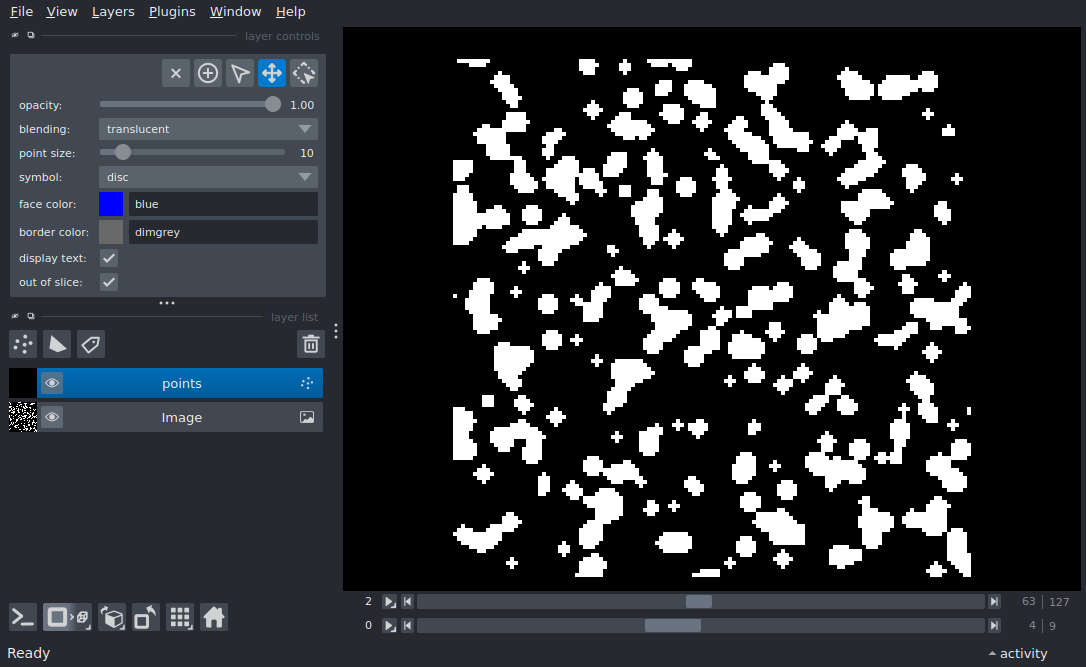 File View Layers Plugins Window Help
layer controls
opacity: 1.00
blending: translucent
point size: 10
symbol: disc
face color: blue
border color: dimgrey
display text:
out of slice:
layer list
points
Image
2 63 127
0 4 9
Ready activity